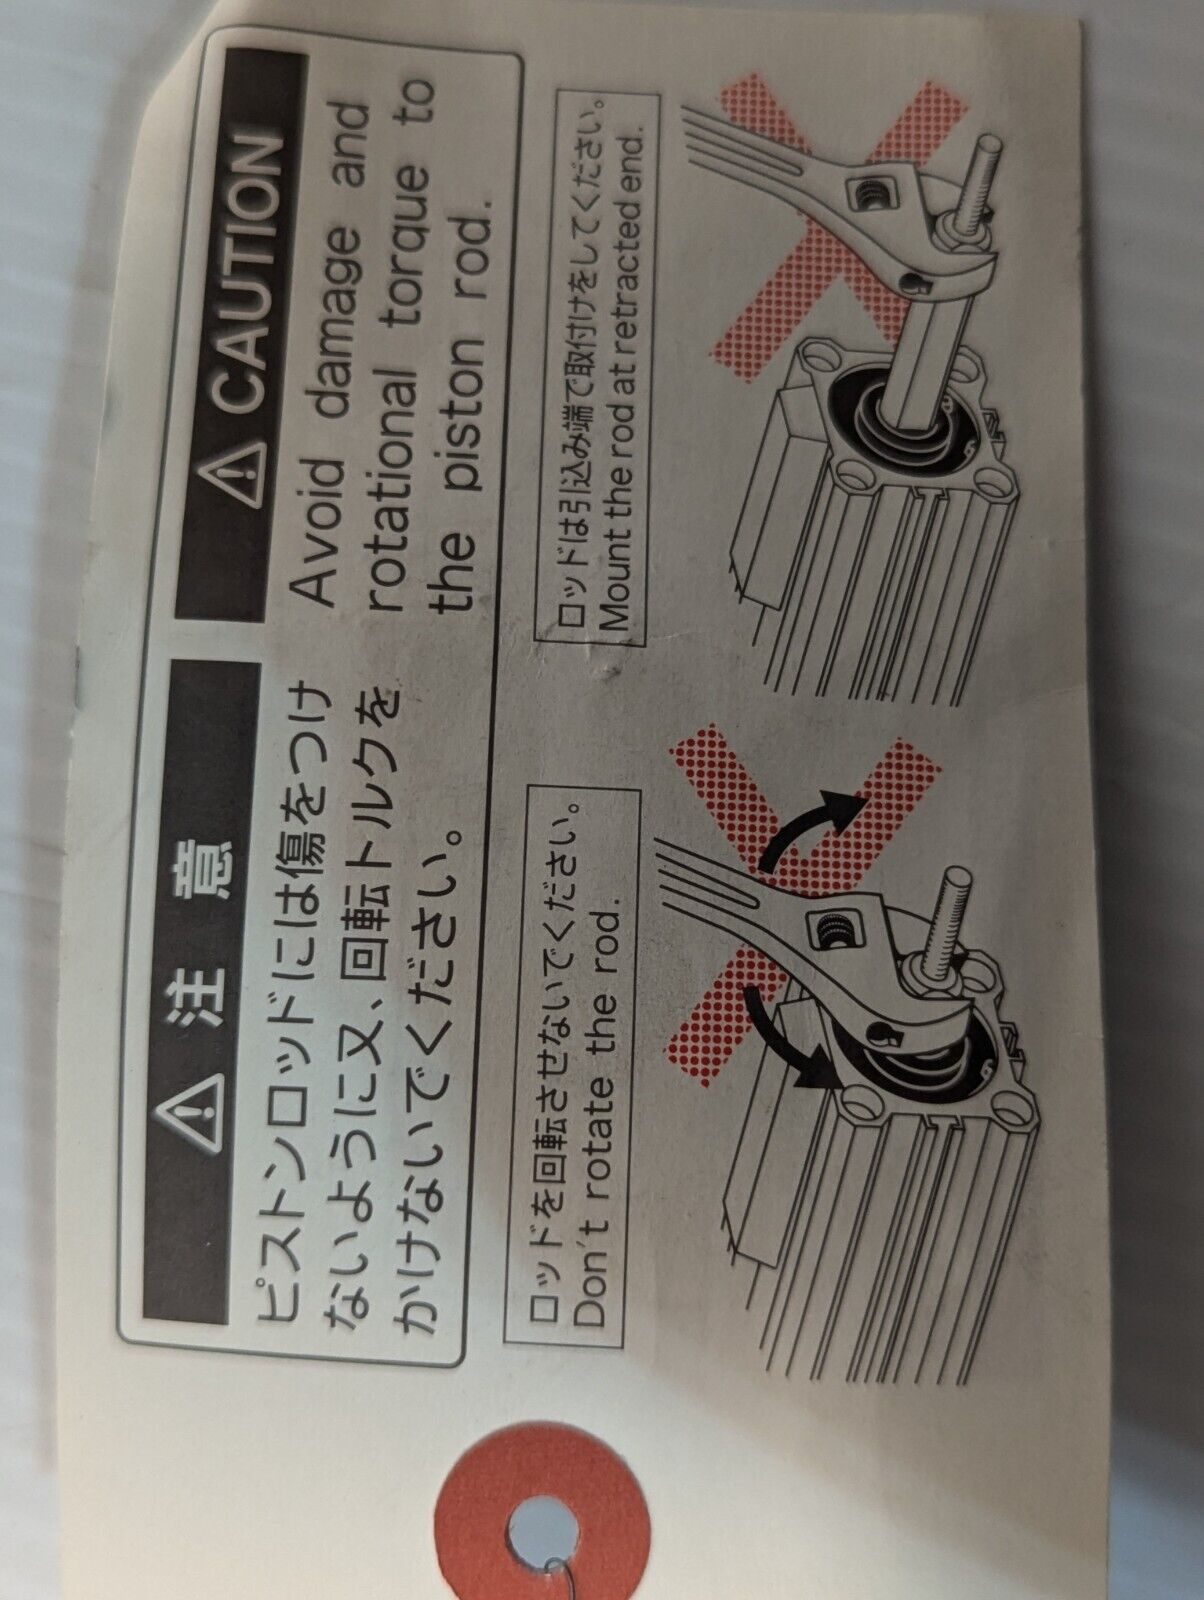 ⚠ 注 意
ピストンロッドには傷をつけ
ないように又、回転トルクを
かけないでください。
⚠ CAUTION
Avoid damage and
rotational torque to
the piston rod.
ロッドを回転させないでください。
Don't rotate the rod.
ロッドは引込み端で取付けをしてください。
Mount the rod at retracted end.